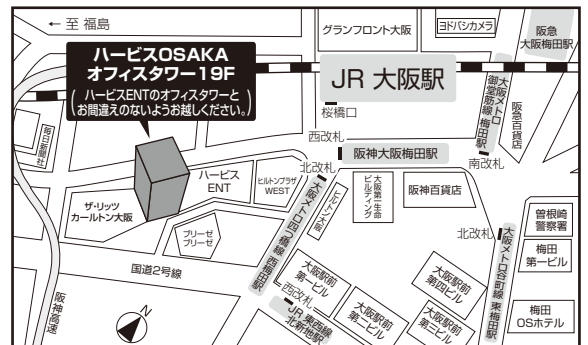 ← 至 福島
グランフロント大阪
ヨドバシカメラ
阪急
大阪梅田駅
ハービスOSAKA
オフィスタワー19F
(ハービスENTのオフィスタワーと
お間違えのないようお越しください。)
JR 大阪駅
大阪メトロ
御堂筋線 梅田駅
阪急百貨店
桜橋口
西改札
阪神大阪梅田駅
南改札
毎日新聞社
北改札
ハービス
ENT
ヒルトンプラザ
WEST
大阪メトロ四つ橋線 西梅田駅
ヒルトン大阪
大阪第一生命
ビルディング
阪神百貨店
ザ・リッツ
カールトン大阪
ブリーゼ
ブリーゼ
北改札
大阪メトロ谷町線 東梅田駅
曽根崎
警察署
梅田
第一ビル
国道2号線
大阪駅前
第一ビル
大阪駅前
第二ビル
大阪駅前
第三ビル
大阪駅前
第四ビル
西改札
JR 東西線
北新地駅
梅田
OSホテル
阪神高速
N